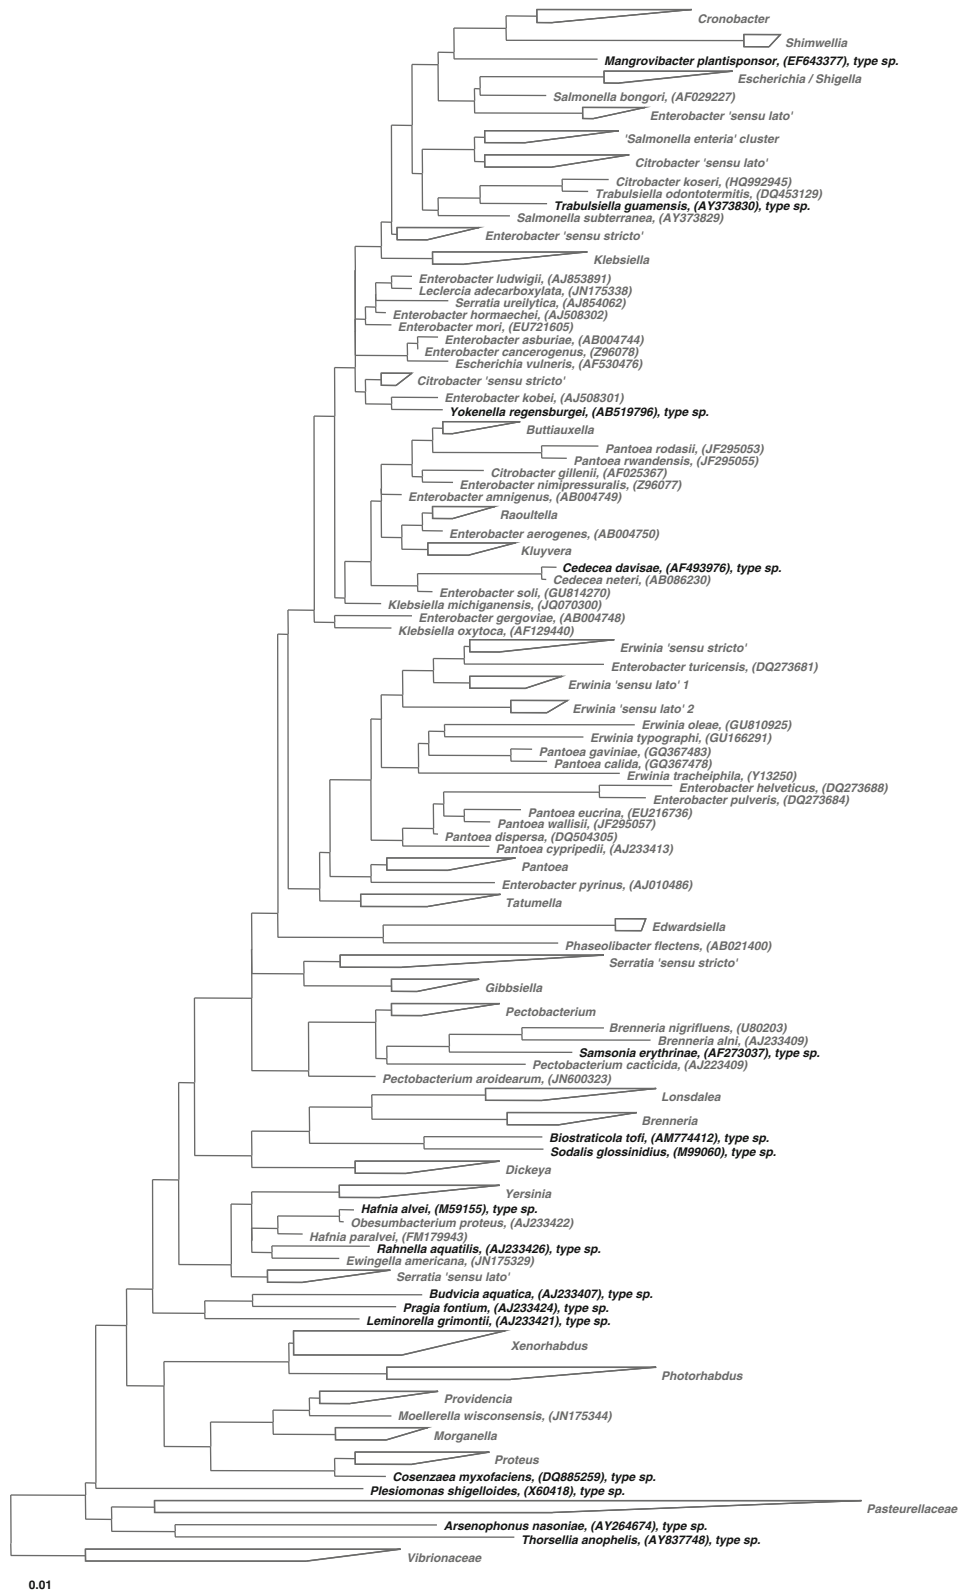 Cronobacter
Shimwellia
Mangrovibacter plantisponsor, (EF643377), type sp.
Escherichia / Shigella
Salmonella bongori, (AF029227)
Enterobacter 'sensu lato'
'Salmonella enteria' cluster
Citrobacter 'sensu lato'
Citrobacter koseri, (HQ992945)
Trabulsiella odontotermitis, (DQ453129)
Trabulsiella guamensis, (AY373830), type sp.
Salmonella subterranea, (AY373829)
Enterobacter 'sensu stricto'
Klebsiella
Enterobacter ludwigii, (AJ853891)
Leclercia adecarboxylata, (JN175338)
Serratia ureilytica, (AJ854062)
Enterobacter hormaechei, (AJ508302)
Enterobacter mori, (EU721605)
Enterobacter asburiae, (AB004744)
Enterobacter cancerogenus, (Z96078)
Escherichia vulneris, (AF530476)
Citrobacter 'sensu stricto'
Enterobacter kobei, (AJ508301)
Yokenella regensburgei, (AB519796), type sp.
Buttiauxella
Pantoea rodasii, (JF295053)
Pantoea rwandensis, (JF295055)
Citrobacter gillenii, (AF025367)
Enterobacter nimipressuralis, (Z96077)
Enterobacter amnigenus, (AB004749)
Raoultella
Enterobacter aerogenes, (AB004750)
Kluyvera
Cedecea davisae, (AF493976), type sp.
Cedecea neteri, (AB086230)
Enterobacter soli, (GU814270)
Klebsiella michiganensis, (JQ070300)
Enterobacter gergoviae, (AB004748)
Klebsiella oxytoca, (AF129440)
Erwinia 'sensu stricto'
Enterobacter turicensis, (DQ273681)
Erwinia 'sensu lato' 1
Erwinia 'sensu lato' 2
Erwinia oleae, (GU810925)
Erwinia typographi, (GU166291)
Pantoea gaviniae, (GQ367483)
Pantoea calida, (GQ367478)
Erwinia tracheiphila, (Y13250)
Enterobacter helveticus, (DQ273688)
Enterobacter pulveris, (DQ273684)
Pantoea eucrina, (EU216736)
Pantoea wallisii, (JF295057)
Pantoea dispersa, (DQ504305)
Pantoea cypripedii, (AJ233413)
Pantoea
Enterobacter pyrinus, (AJ010486)
Tatumella
Edwardsiella
Phaseolibacter flectens, (AB021400)
Serratia 'sensu stricto'
Gibbsiella
Pectobacterium
Brenneria nigrifluens, (U80203)
Brenneria alni, (AJ233409)
Samsonia erythrinae, (AF273037), type sp.
Pectobacterium cacticida, (AJ223409)
Pectobacterium aroidearum, (JN600323)
Lonsdalea
Brenneria
Biostraticola tofi, (AM774412), type sp.
Sodalis glossinidius, (M99060), type sp.
Dickeya
Yersinia
Hafnia alvei, (M59155), type sp.
Obesumbacterium proteus, (AJ233422)
Hafnia paralvei, (FM179943)
Rahnella aquatilis, (AJ233426), type sp.
Ewingella americana, (JN175329)
Serratia 'sensu lato'
Budvicia aquatica, (AJ233407), type sp.
Pragia fontium, (AJ233424), type sp.
Leminorella grimontii, (AJ233421), type sp.
Xenorhabdus
Photorhabdus
Providencia
Moellerella wisconsensis, (JN175344)
Morganella
Proteus
Cosenzaea myxofaciens, (DQ885259), type sp.
Plesiomonas shigelloides, (X60418), type sp.
Pasteurellaceae
Arsenophonus nasoniae, (AY264674), type sp.
Thorsellia anophelis, (AY837748), type sp.
Vibrionaceae
0.01